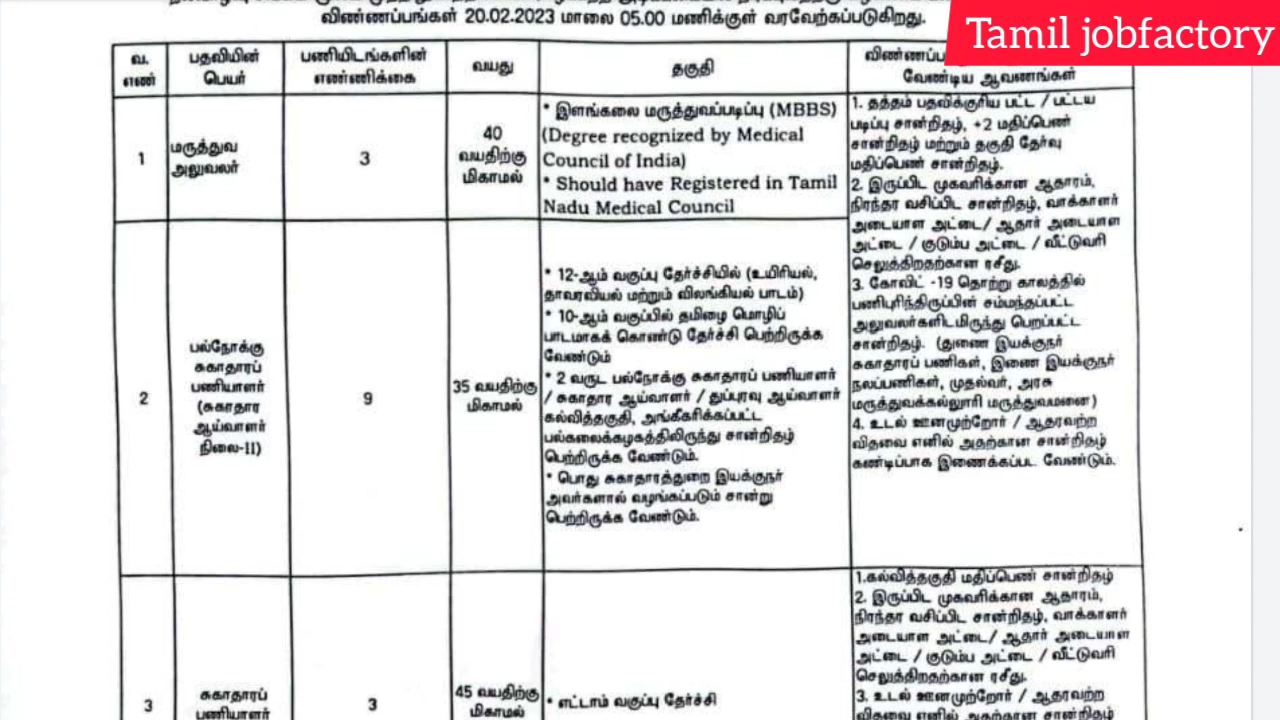 விண்ணப்பங்கள் 20.02.2023 மாலை 05.00 மணிக்குள் வரவேற்கப்படுகிறது.
Tamil jobfactory
வ.
எண்
பதவியின்
பெயர்
பணியிடங்களின்
எண்ணிக்கை
வயது
தகுதி
வேண்டிய ஆவணங்கள்
1
மருத்துவ
அலுவலர்
3
40
வயதிற்கு
மிகாமல்
* இளங்கலை மருத்துவப்படிப்பு (MBBS)
(Degree recognized by Medical
Council of India)
* Should have Registered in Tamil
Nadu Medical Council
1. தத்தம் பதவிக்குரிய பட்ட / பட்டய
படிப்பு சான்றிதழ், +2 மதிப்பெண்
சான்றிதழ் மற்றும் தகுதி தேர்வு
மதிப்பெண் சான்றிதழ்.
2. இருப்பிட முகவரிக்கான ஆதாரம்,
நிரந்தர வசிப்பிட சான்றிதழ், வாக்காளர்
அடையாள அட்டை/ ஆதார் அடையாள
அட்டை / குடும்ப அட்டை / வீட்டுவரி
செலுத்திறதற்கான ரசீது.
3. கோவிட் -19 தொற்று காலத்தில்
பணிபுரிந்திருப்பின் சம்மந்தப்பட்ட
அலுவலர்களிடமிருந்து பெறப்பட்ட
சான்றிதழ். (துணை இயக்குநர்
சுகாதாரப் பணிகள், இணை இயக்குநர்
நலப்பணிகள், முதல்வர், அரசு
மருத்துவக்கல்லூரி மருத்துவமனை)
4. உடல் ஊனமுற்றோர் / ஆதரவற்ற
விதவை எனில் அதற்கான சான்றிதழ்
கண்டிப்பாக இணைக்கப்பட வேண்டும்.
2
பல்நோக்கு
சுகாதாரப்
பணியாளர்
(சுகாதார
ஆய்வாளர்
நிலை-II)
9
35 வயதிற்கு
மிகாமல்
* 12-ஆம் வகுப்பு தேர்ச்சியில் (உயிரியல்,
தாவரவியல் மற்றும் விலங்கியல் பாடம்)
* 10-ஆம் வகுப்பில் தமிழை மொழிப்
பாடமாகக் கொண்டு தேர்ச்சி பெற்றிருக்க
வேண்டும்
* 2 வருட பல்நோக்கு சுகாதாரப் பணியாளர்
/ சுகாதார ஆய்வாளர் / துப்புரவு ஆய்வாளர்
கல்வித்தகுதி, அங்கீகரிக்கப்பட்ட
பல்கலைக்கழகத்திலிருந்து சான்றிதழ்
பெற்றிருக்க வேண்டும்.
* பொது சுகாதாரத்துறை இயக்குநர்
அவர்களால் வழங்கப்படும் சான்று
பெற்றிருக்க வேண்டும்.
3
சுகாதாரப்
பணியாளர்
3
45 வயதிற்கு
மிகாமல்
* எட்டாம் வகுப்பு தேர்ச்சி
1.கல்வித்தகுதி மதிப்பெண் சான்றிதழ்
2. இருப்பிட முகவரிக்கான ஆதாரம்,
நிரந்தர வசிப்பிட சான்றிதழ், வாக்காளர்
அடையாள அட்டை/ ஆதார் அடையாள
அட்டை / குடும்ப அட்டை / வீட்டுவரி
செலுத்திறதற்கான ரசீது.
3. உடல் ஊனமுற்றோர் / ஆதரவற்ற
விதவை எனில் அதற்கான சான்றிதழ்